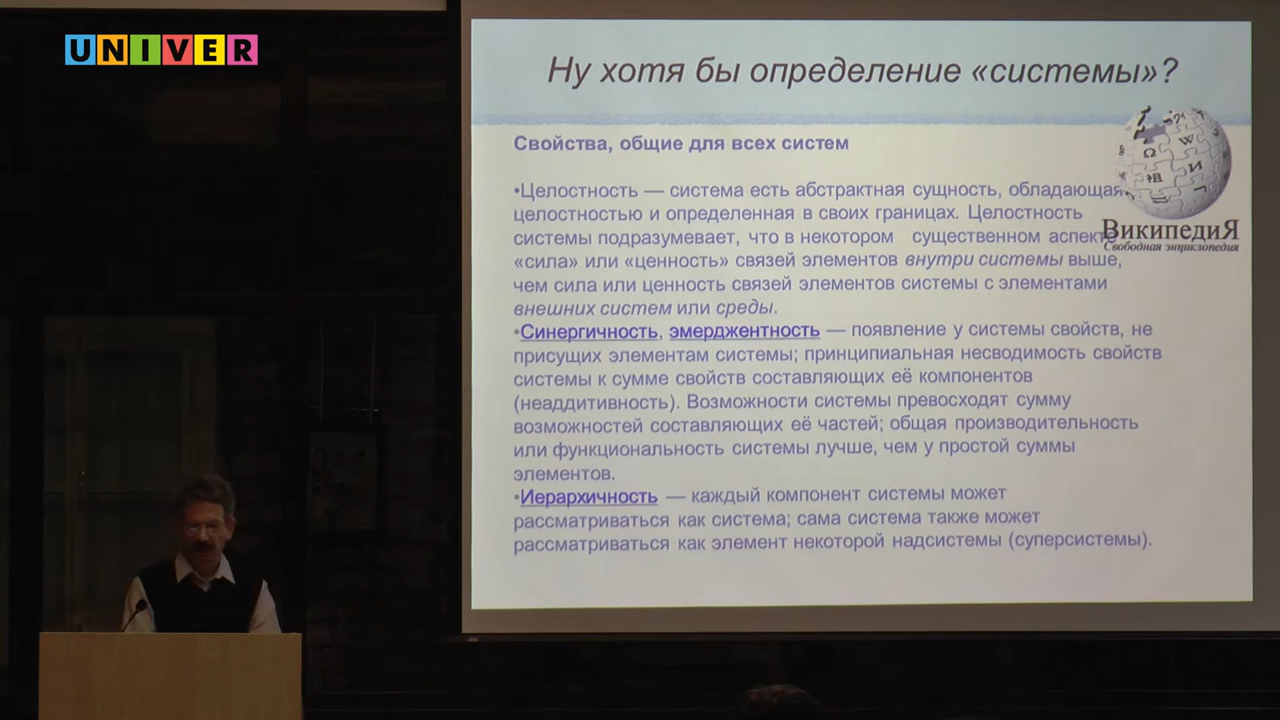 UNIVER
Ну хотя бы определение «системы»?
Свойства, общие для всех систем
•Целостность — система есть абстрактная сущность, обладающая
целостностью и определенная в своих границах. Целостность
системы подразумевает, что в некотором существенном аспекте
«сила» или «ценность» связей элементов внутри системы выше,
чем сила или ценность связей элементов системы с элементами
внешних систем или среды.
•Синергичность, эмерджентность — появление у системы свойств, не
присущих элементам системы; принципиальная несводимость свойств
системы к сумме свойств составляющих её компонентов
(неаддитивность). Возможности системы превосходят сумму
возможностей составляющих её частей; общая производительность
или функциональность системы лучше, чем у простой суммы
элементов.
•Иерархичность — каждый компонент системы может
рассматриваться как система; сама система также может
рассматриваться как элемент некоторой надсистемы (суперсистемы).
Ω W И
ВикипедиЯ
Свободная энциклопедия